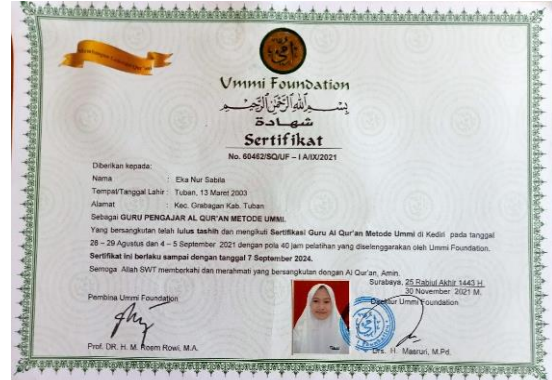 Ummi Foundation
بسم الله الرحمن الرحيم
شهادة
Sertifikat
No. 60462/SQ/UF – I A/IX/2021
Diberikan kepada:
Nama : Eka Nur Sabila
Tempat/Tanggal Lahir : Tuban, 13 Maret 2003
Alamat : Kec. Grabagan Kab. Tuban
Sebagai GURU PENGAJAR AL QUR'AN METODE UMMI.
Yang bersangkutan telah lulus tashih dan mengikuti Sertifikasi Guru Al Qur'an Metode Ummi di Kediri pada tanggal
28 – 29 Agustus dan 4 – 5 September 2021 dengan pola 40 jam pelatihan yang diselenggarakan oleh Ummi Foundation.
Sertifikat ini berlaku sampai dengan tanggal 7 September 2024.
Semoga Allah SWT memberkahi dan merahmati yang bersangkutan dengan Al Qur'an, Amin.
Surabaya, 25 Rabiul Akhir 1443 H.
30 November 2021 M.
Pembina Ummi Foundation
Direktur Ummi Foundation
Prof. DR. H. M. Roem Rowi, M.A.
Drs. H. Masruri, M.Pd.